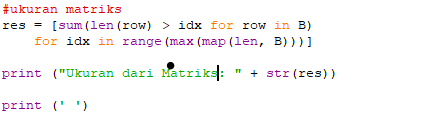 #ukuran matriks
res = [sum(len(row) > idx for row in B)
    for idx in range(max(map(len, B)))]
print ("Ukuran dari Matriks: " + str(res))
print (' ')